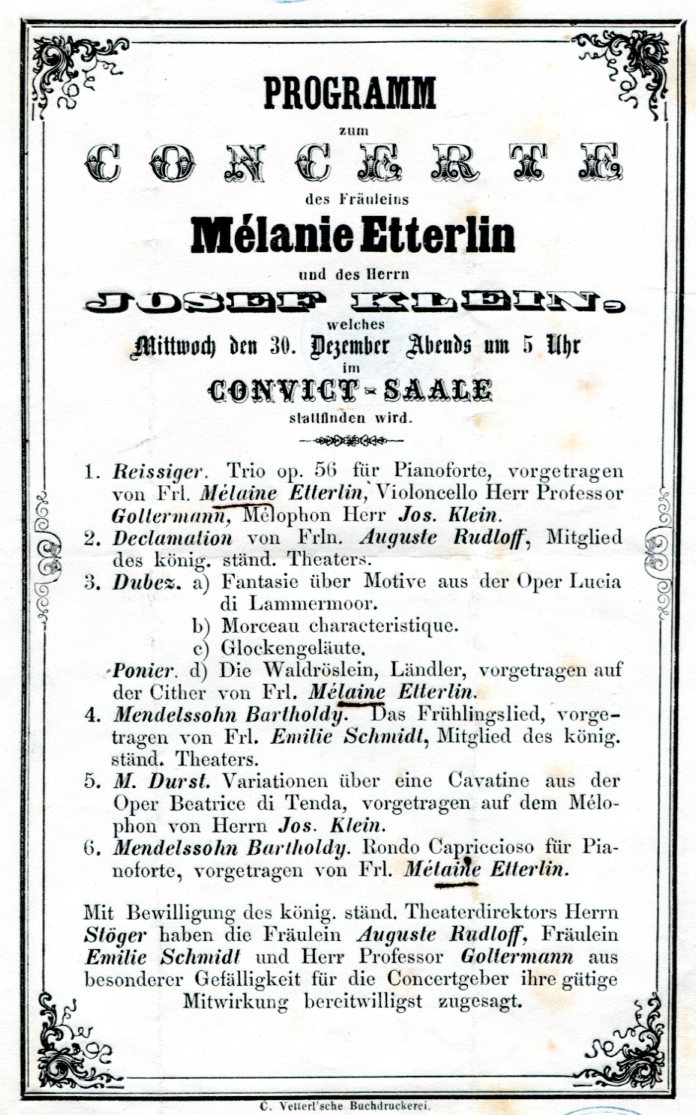 PROGRAMM
zum
CONCERTE
des Fräuleins
Mélanie Etterlin
und des Herrn
JOSEF KLEIN,
welches
Mittwoch den 30. Dezember Abends um 5 Uhr
im
CONVICT-SAALE
stattfinden wird.
1. Reissiger. Trio op. 56 für Pianoforte, vorgetragen
von Frl. Mélaine Etterlin, Violoncello Herr Professor
Goltermann, Mélophon Herr Jos. Klein.
2. Declamation von Frln. Auguste Rudloff, Mitglied
des könig. ständ. Theaters.
3. Dubez. a) Fantasie über Motive aus der Oper Lucia
di Lammermoor.
b) Morceau characteristique.
c) Glockengeläute.
Ponier. d) Die Waldröslein, Ländler, vorgetragen auf
der Cither von Frl. Mélaine Etterlin.
4. Mendelssohn Bartholdy. Das Frühlingslied, vorge-
tragen von Frl. Emilie Schmidt, Mitglied des könig.
ständ. Theaters.
5. M. Durst. Variationen über eine Cavatine aus der
Oper Beatrice di Tenda, vorgetragen auf dem Mélo-
phon von Herrn Jos. Klein.
6. Mendelssohn Bartholdy. Rondo Capriccioso für Pia-
noforte, vorgetragen von Frl. Mélaine Etterlin.
Mit Bewilligung des könig. ständ. Theaterdirektors Herrn
Stöger haben die Fräulein Auguste Rudloff, Fräulein
Emilie Schmidt und Herr Professor Goltermann aus
besonderer Gefälligkeit für die Concertgeber ihre gütige
Mitwirkung bereitwilligst zugesagt.
C. Vetterl'sche Buchdruckerei.